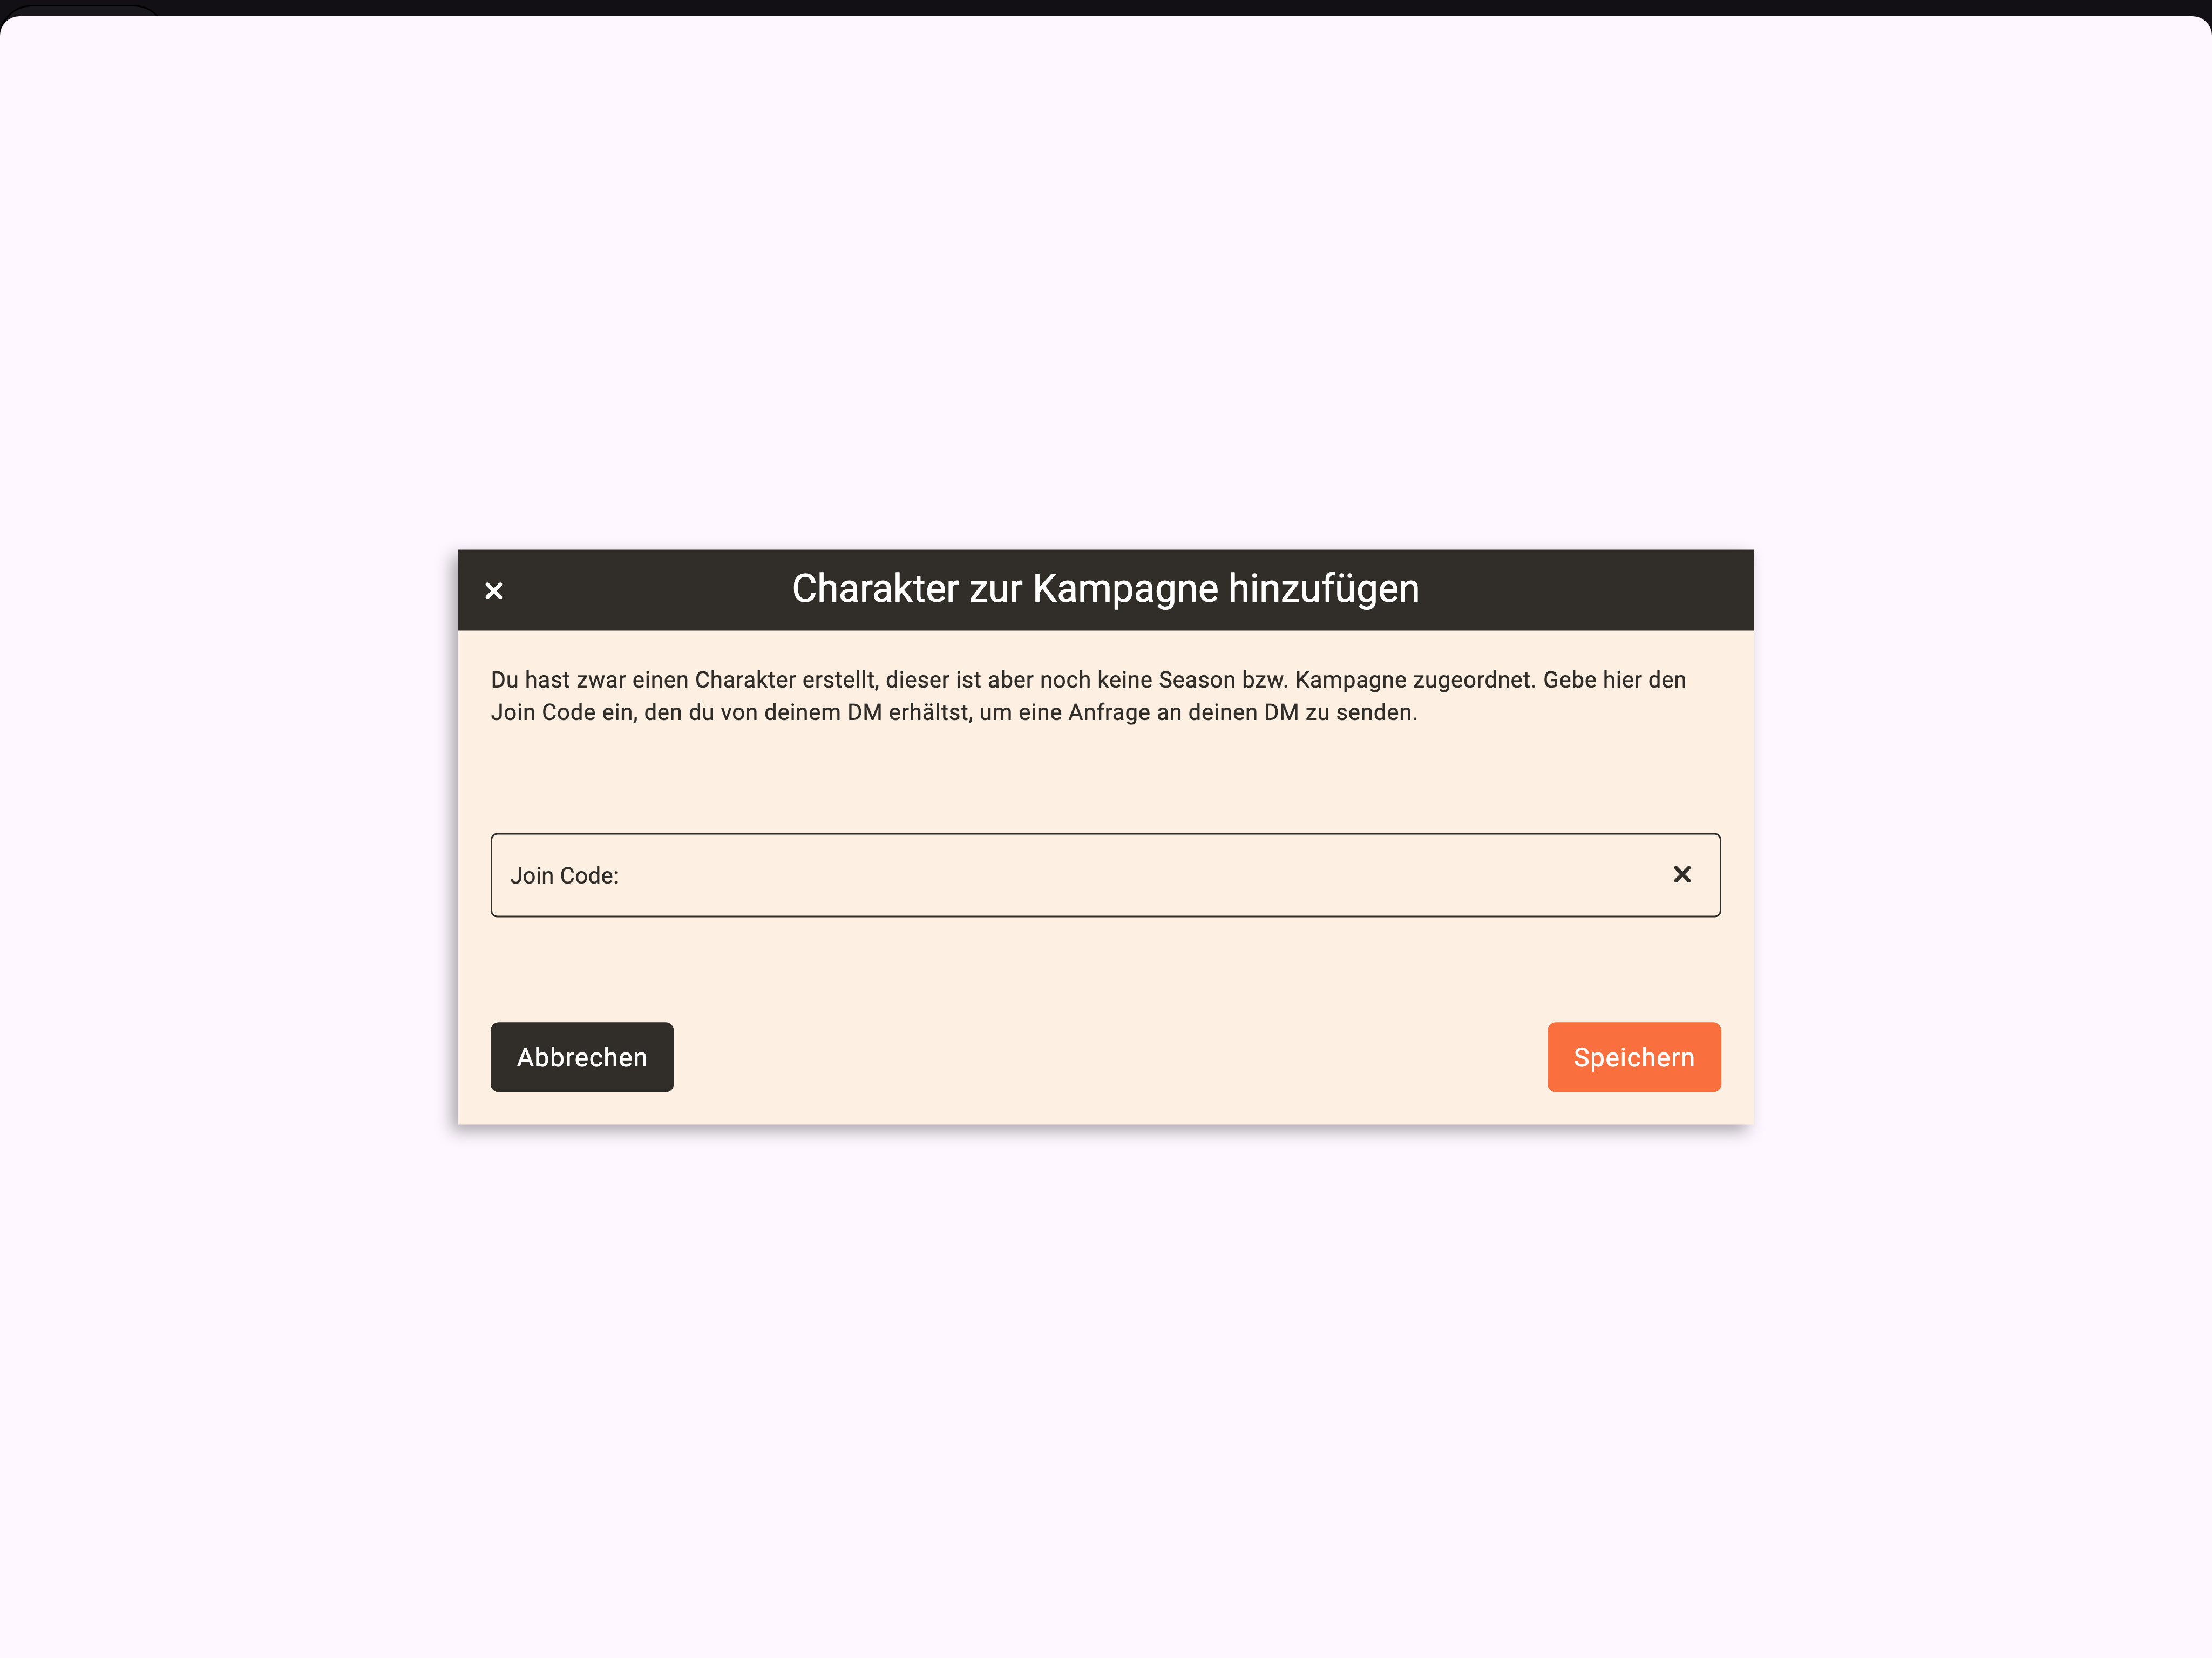 Charakter zur Kampagne hinzufügen
Du hast zwar einen Charakter erstellt, dieser ist aber noch keine Season bzw. Kampagne zugeordnet. Gebe hier den
Join Code ein, den du von deinem DM erhältst, um eine Anfrage an deinen DM zu senden.
Join Code:
Abbrechen
Speichern